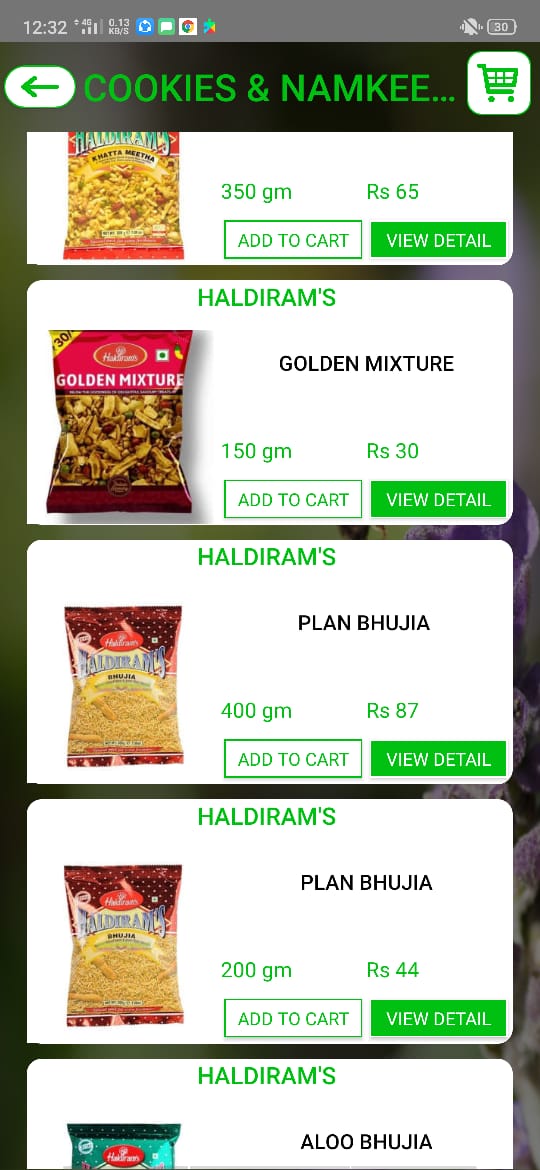 12:32
4G
0.13
KB/S
30
COOKIES & NAMKEE...
HALDIRAM'S
KHATTA MEETHA
350 gm
Rs 65
ADD TO CART
VIEW DETAIL
HALDIRAM'S
30/-
Haldiram's
GOLDEN MIXTURE
GOLDEN MIXTURE
150 gm
Rs 30
ADD TO CART
VIEW DETAIL
HALDIRAM'S
Haldiram's
HALDIRAM'S
BHUJIA
PLAN BHUJIA
400 gm
Rs 87
ADD TO CART
VIEW DETAIL
HALDIRAM'S
Haldiram's
HALDIRAM'S
BHUJIA
PLAN BHUJIA
200 gm
Rs 44
ADD TO CART
VIEW DETAIL
HALDIRAM'S
Haldiram's
ALOO BHUJIA